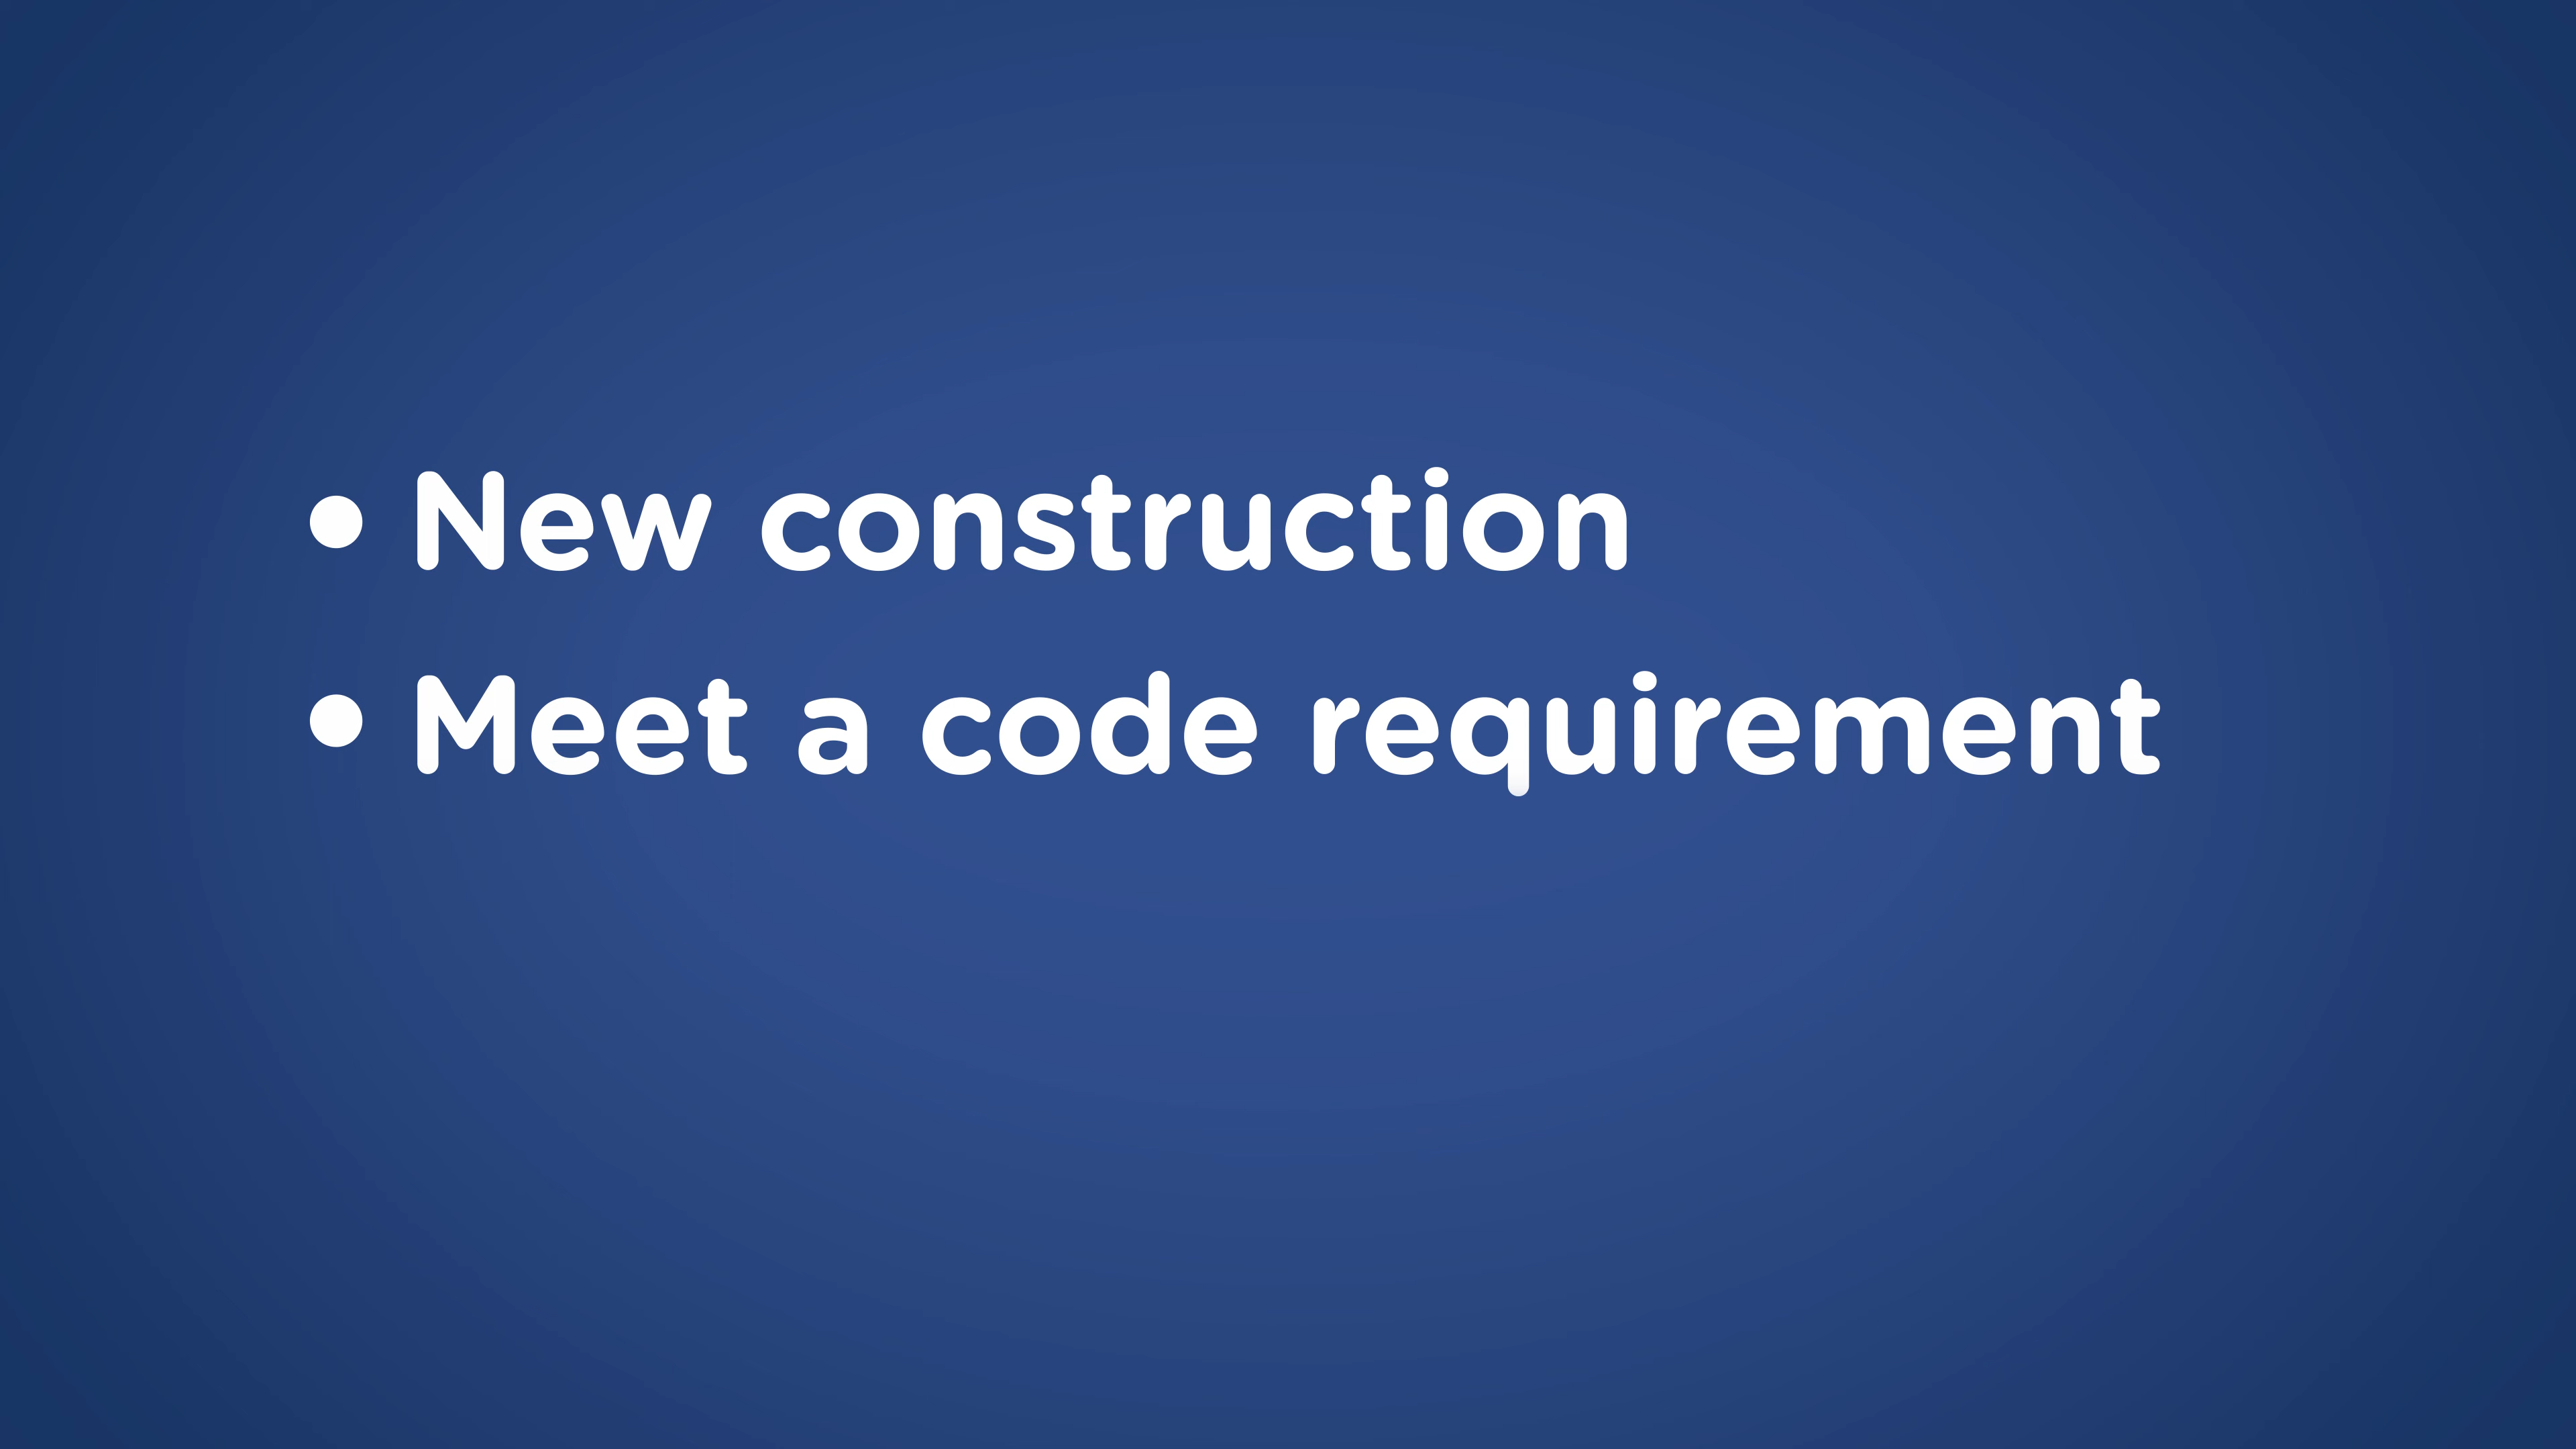 • New construction
• Meet a code requirement